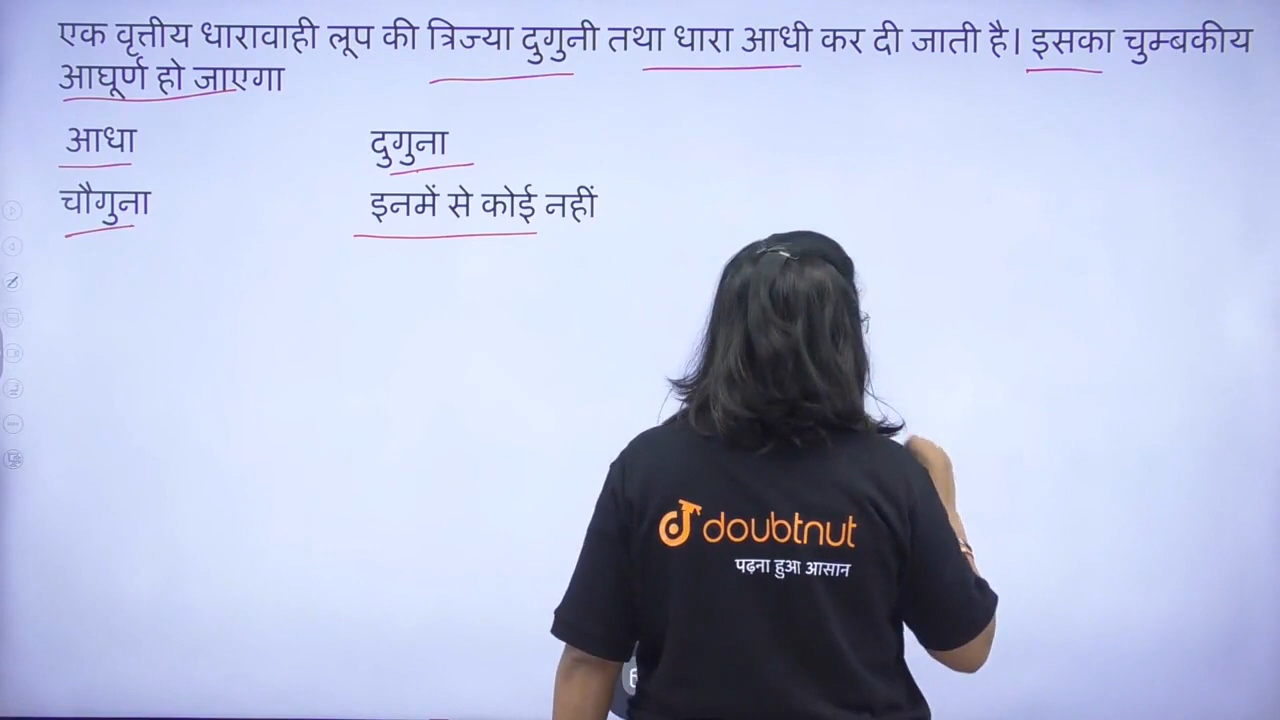 एक वृत्तीय धारावाही लूप की त्रिज्या दुगुनी तथा धारा आधी कर दी जाती है। इसका चुम्बकीय
आघूर्ण हो जाएगा
आधा दुगुना
चौगुना इनमें से कोई नहीं
doubtnut
पढ़ना हुआ आसान